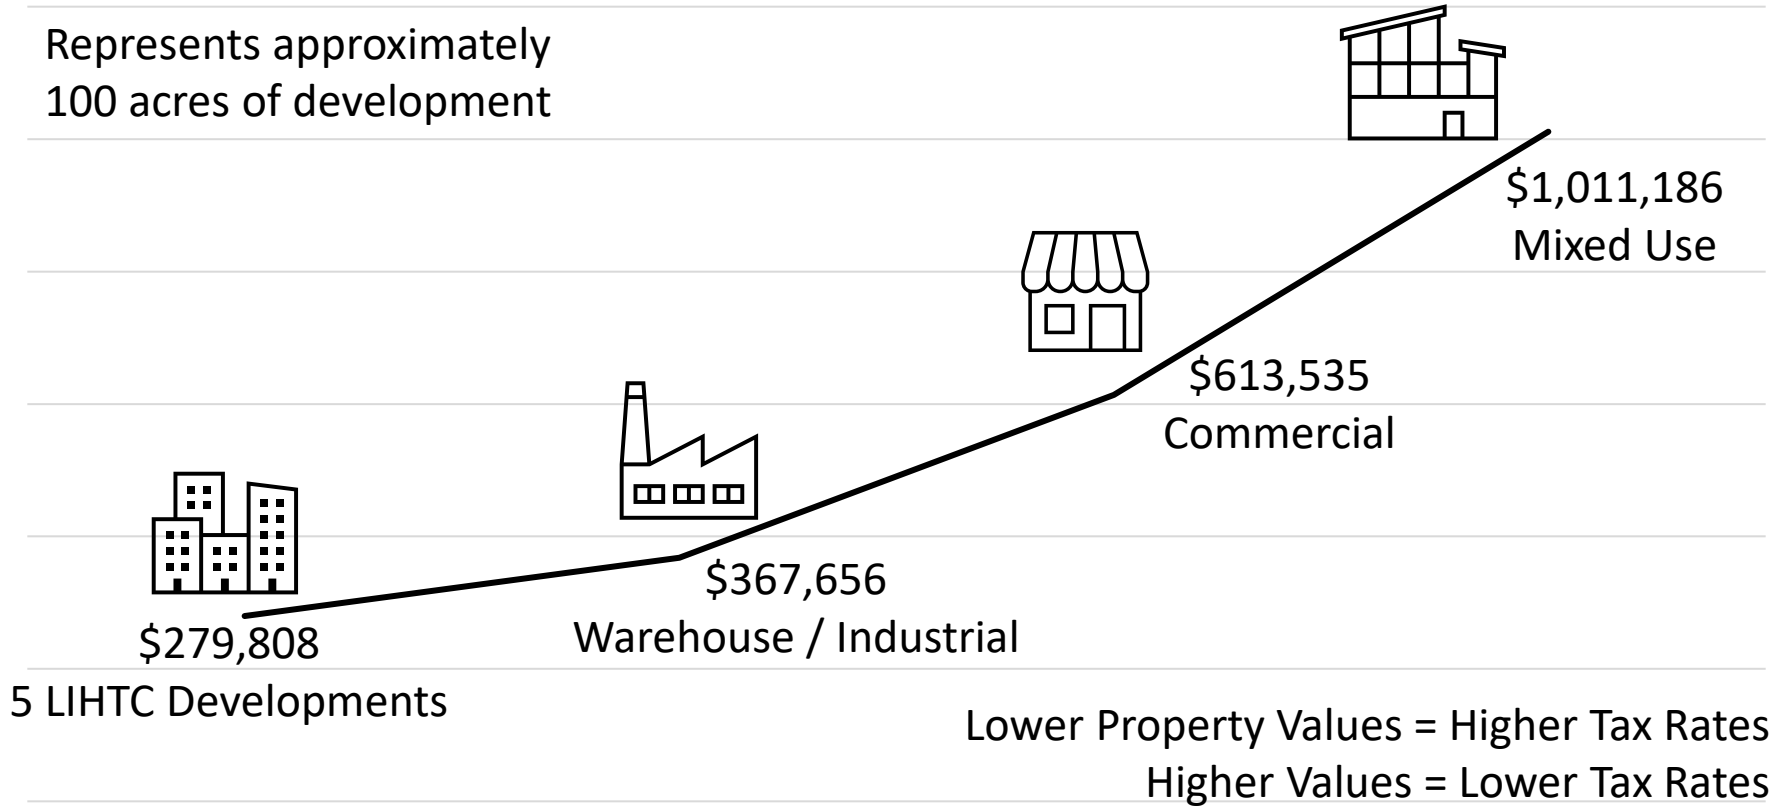 Represents approximately
100 acres of development
$1,011,186
Mixed Use
$613,535
Commercial
$367,656
Warehouse / Industrial
$279,808
5 LIHTC Developments
Lower Property Values = Higher Tax Rates
Higher Values = Lower Tax Rates